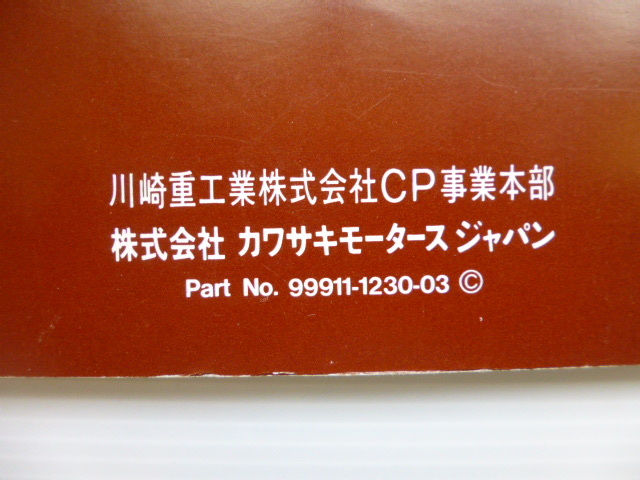 川崎重工業株式会社CP事業本部
株式会社 カワサキモータースジャパン
Part No. 99911-1230-03 ©